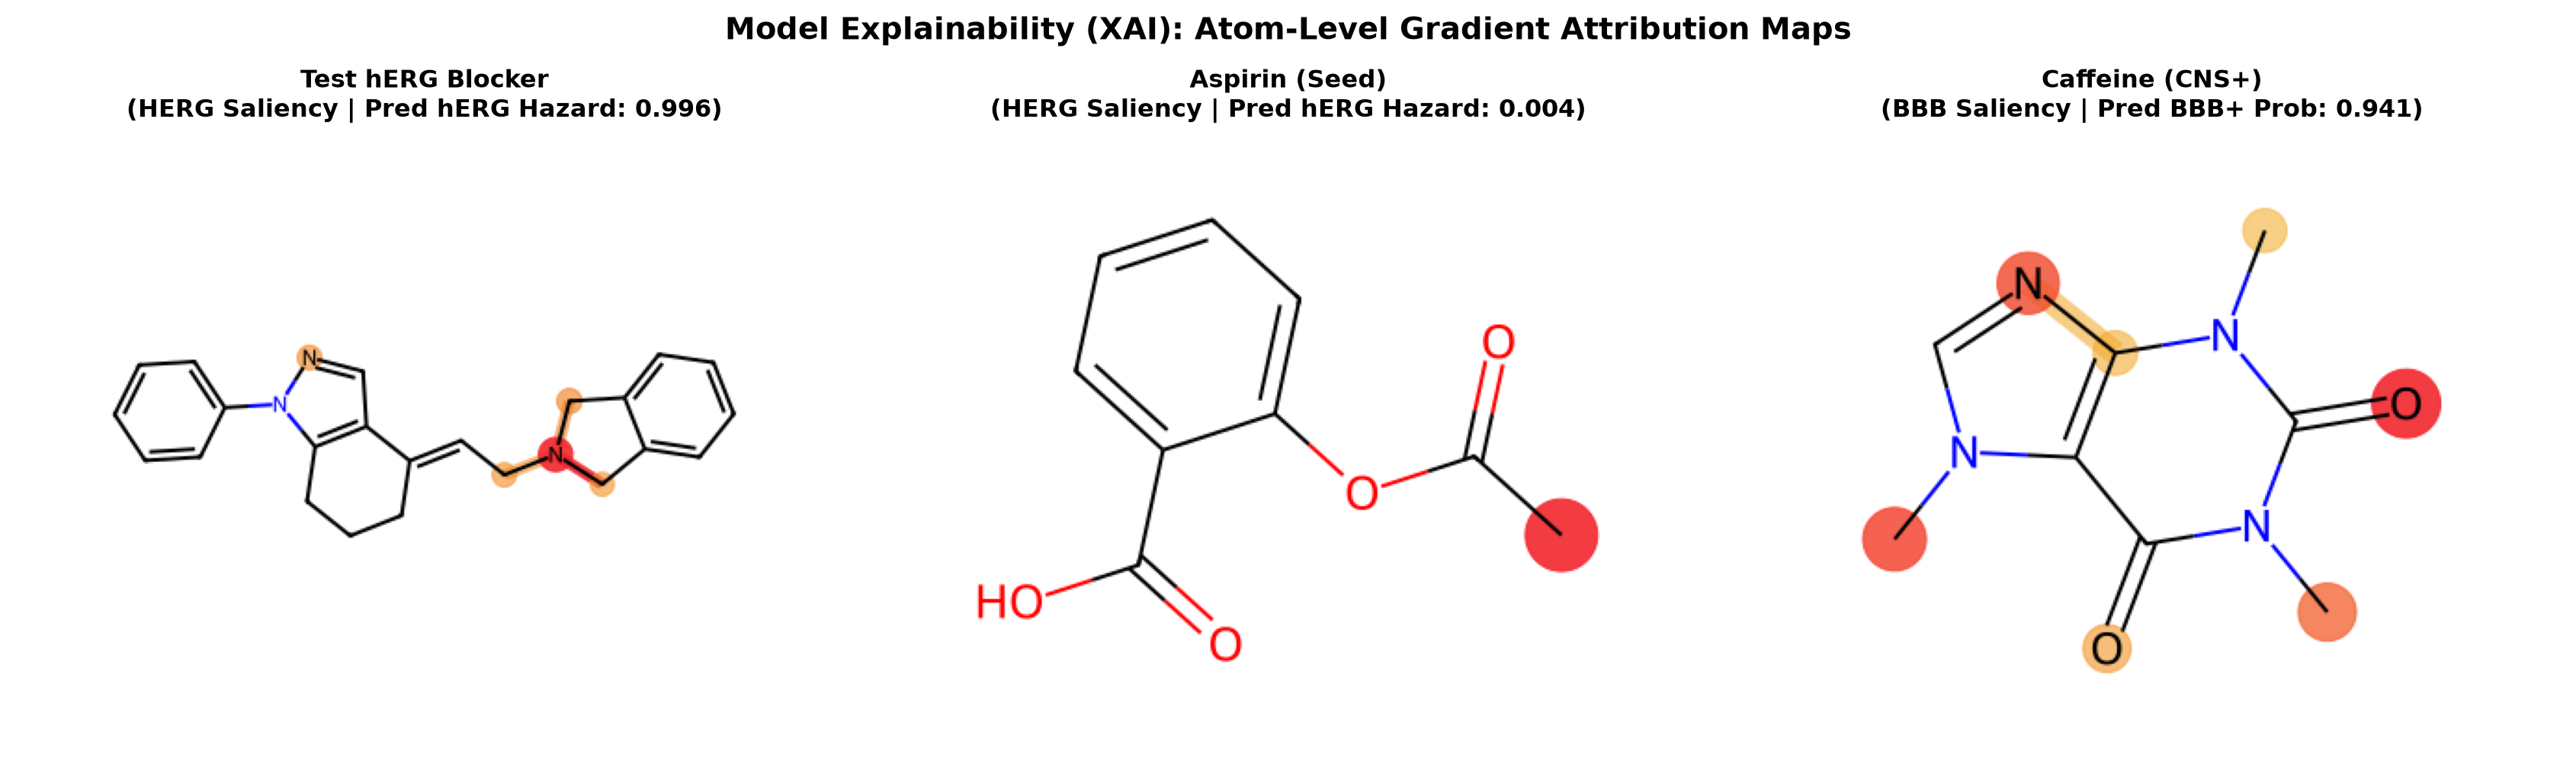 Model Explainability (XAI): Atom-Level Gradient Attribution Maps
Test hERG Blocker
(HERG Saliency | Pred hERG Hazard: 0.996)
Aspirin (Seed)
(HERG Saliency | Pred hERG Hazard: 0.004)
Caffeine (CNS+)
(BBB Saliency | Pred BBB+ Prob: 0.941)
N
N
N
O
O
HO
O
N
N
O
N
N
O